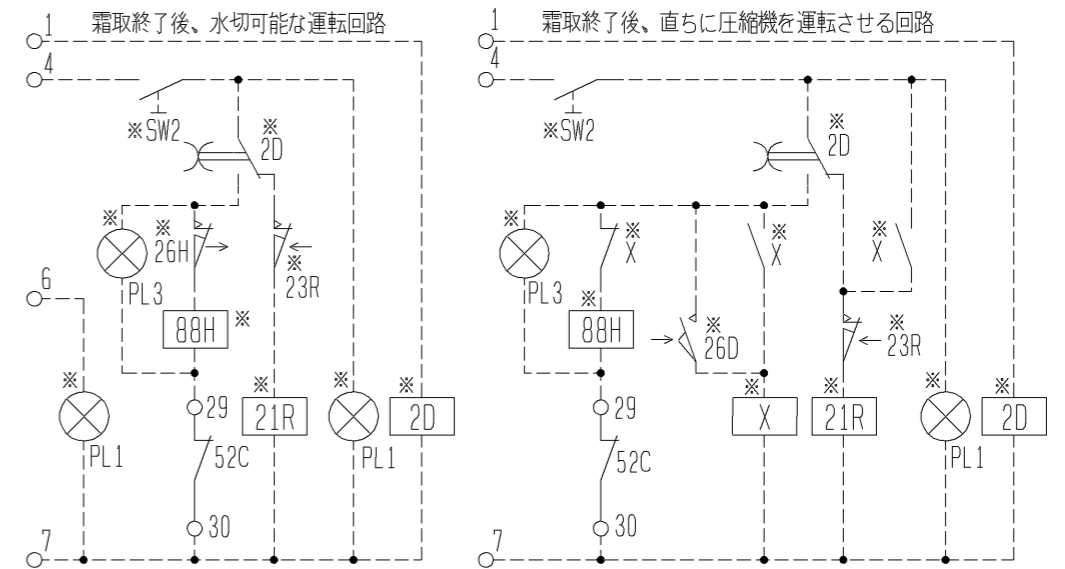 霜取終了後、水切可能な運転回路
1
4
※SW2
※
2D
※
※
26H
※
23R
PL3
6
88H
※
※
PL1
29
52C
30
※
21R
※
PL1
※
2D
7
霜取終了後、直ちに圧縮機を運転させる回路
1
4
※SW2
※
2D
※
PL3
※
X
※
88H
※
X
※
X
※
26D
※
23R
29
52C
30
※
X
※
21R
※
PL1
※
2D
7